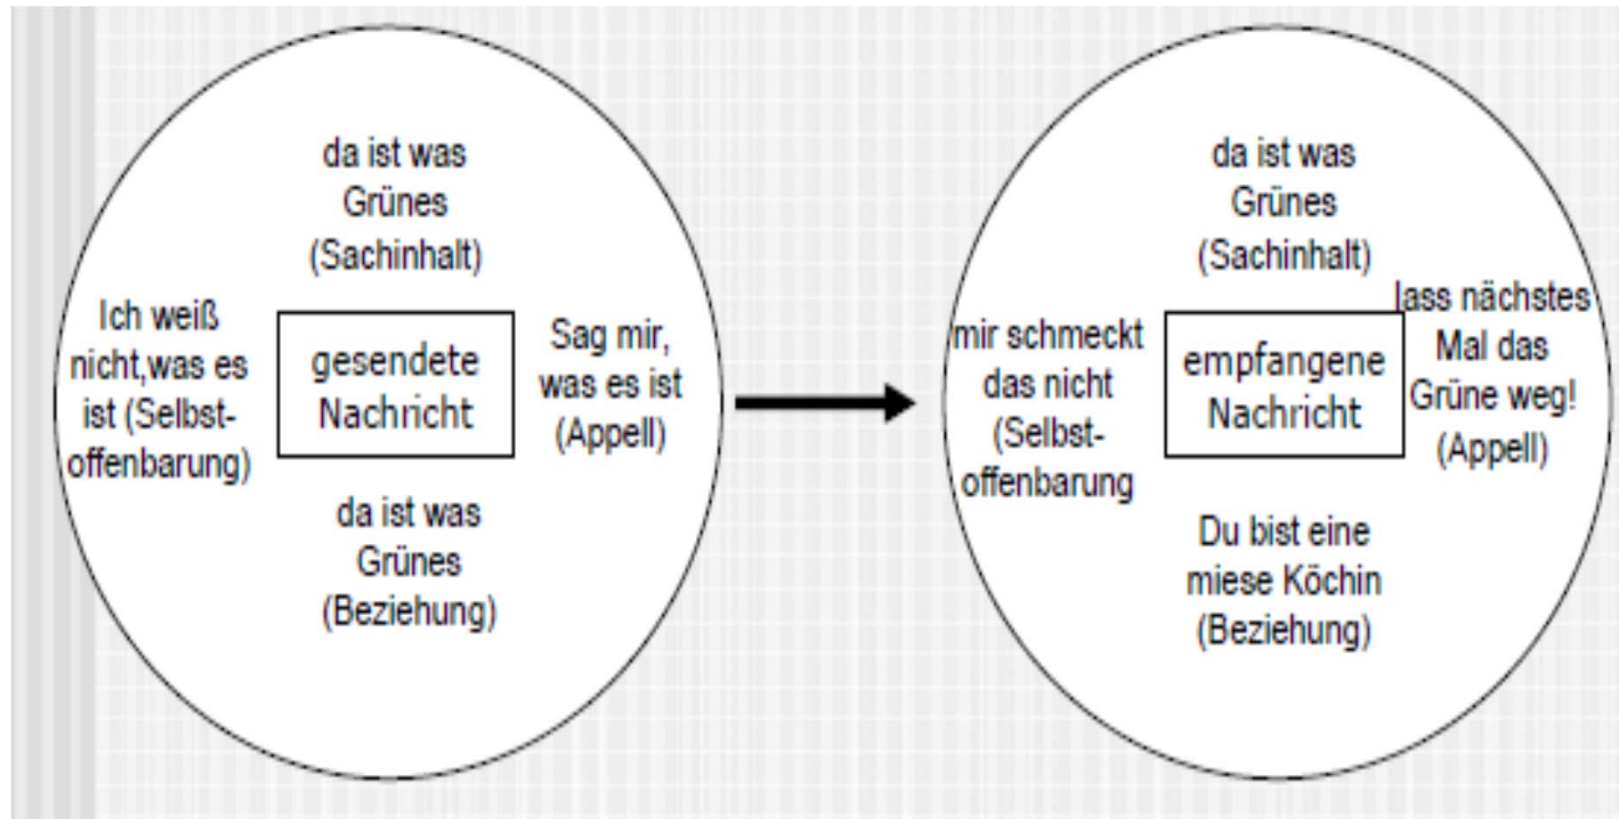 da ist was
Grünes
(Sachinhalt)
Ich weiß
nicht,was es
ist (Selbst-
offenbarung)
gesendete
Nachricht
Sag mir,
was es ist
(Appell)
da ist was
Grünes
(Beziehung)
da ist was
Grünes
(Sachinhalt)
mir schmeckt
das nicht
(Selbst-
offenbarung
empfangene
Nachricht
lass nächstes
Mal das
Grüne weg!
(Appell)
Du bist eine
miese Köchin
(Beziehung)